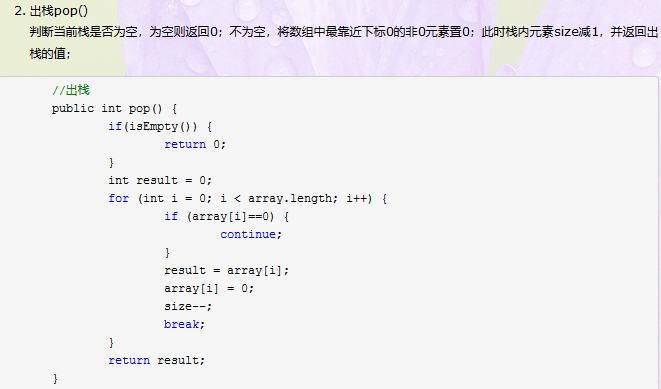 2. 出栈pop()
判断当前栈是否为空，为空则返回0；不为空，将数组中最靠近下标0的非0元素置0；此时栈内元素size减1，并返回出
栈的值；
//出栈
public int pop() {
if(isEmpty()) {
return 0;
}
int result = 0;
for (int i = 0; i < array.length; i++) {
if (array[i]==0) {
continue;
}
result = array[i];
array[i] = 0;
size--;
break;
}
return result;
}